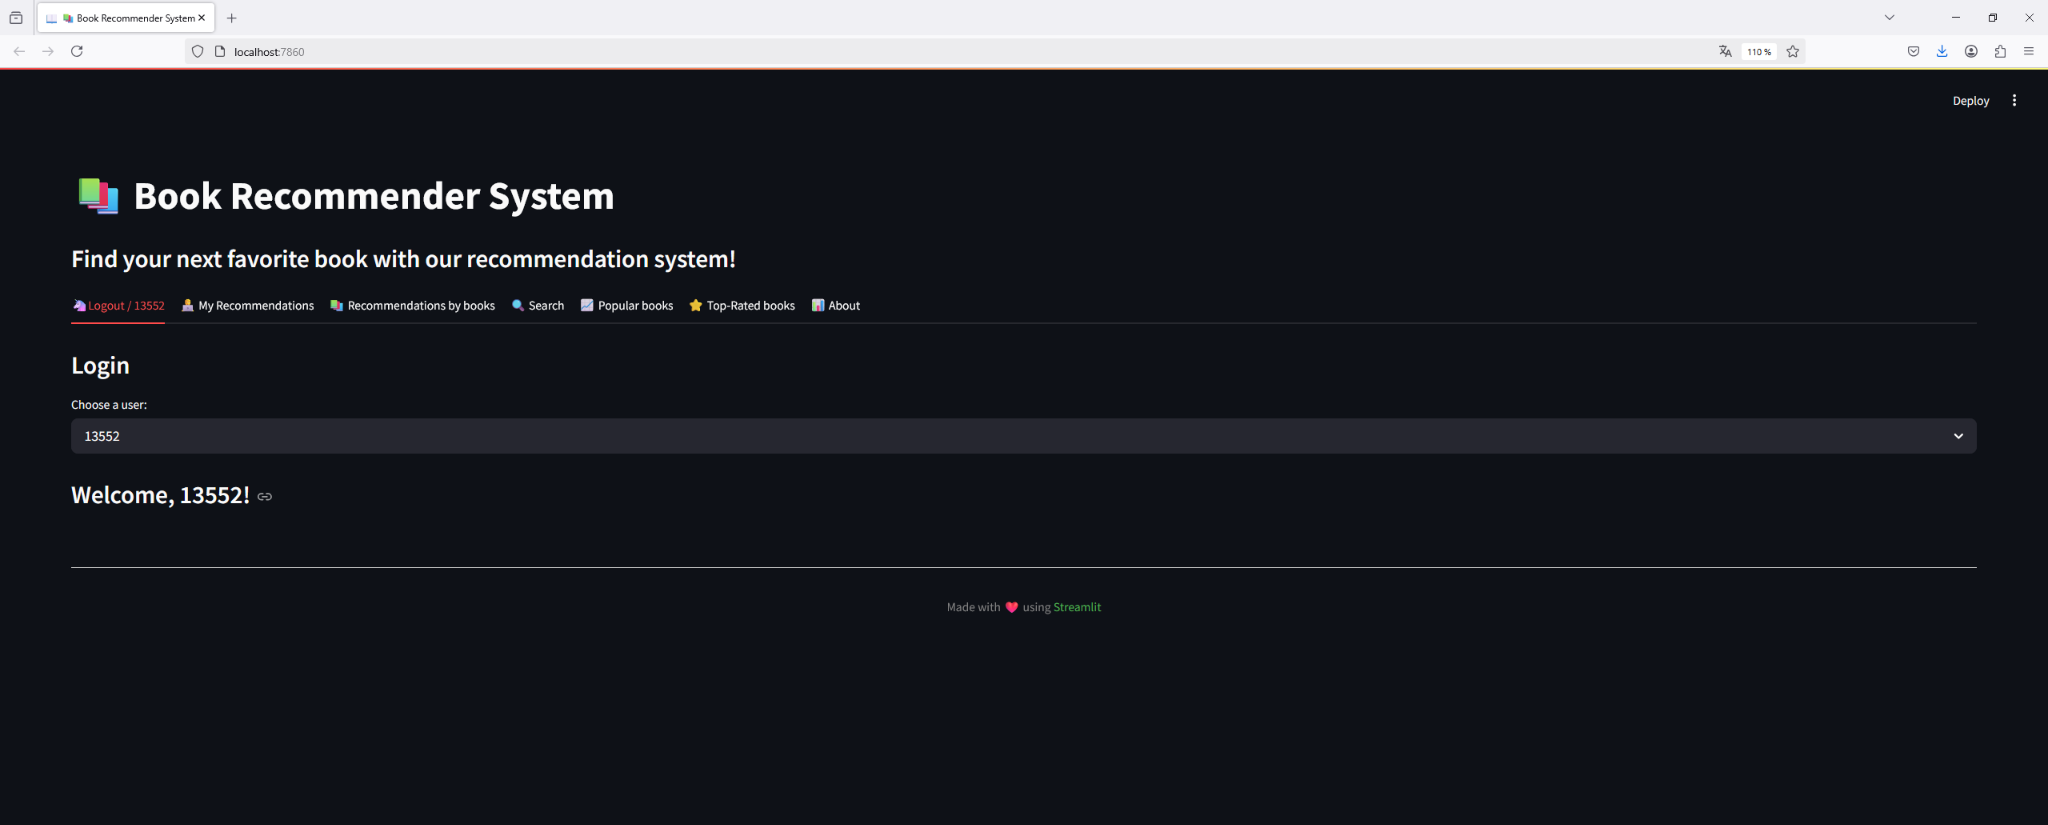 Book Recommender System
localhost:7860
110 %
Deploy
Book Recommender System
Find your next favorite book with our recommendation system!
Logout / 13552 My Recommendations Recommendations by books Search Popular books Top-Rated books About
Login
Choose a user:
13552
Welcome, 13552!
Made with ❤️ using Streamlit